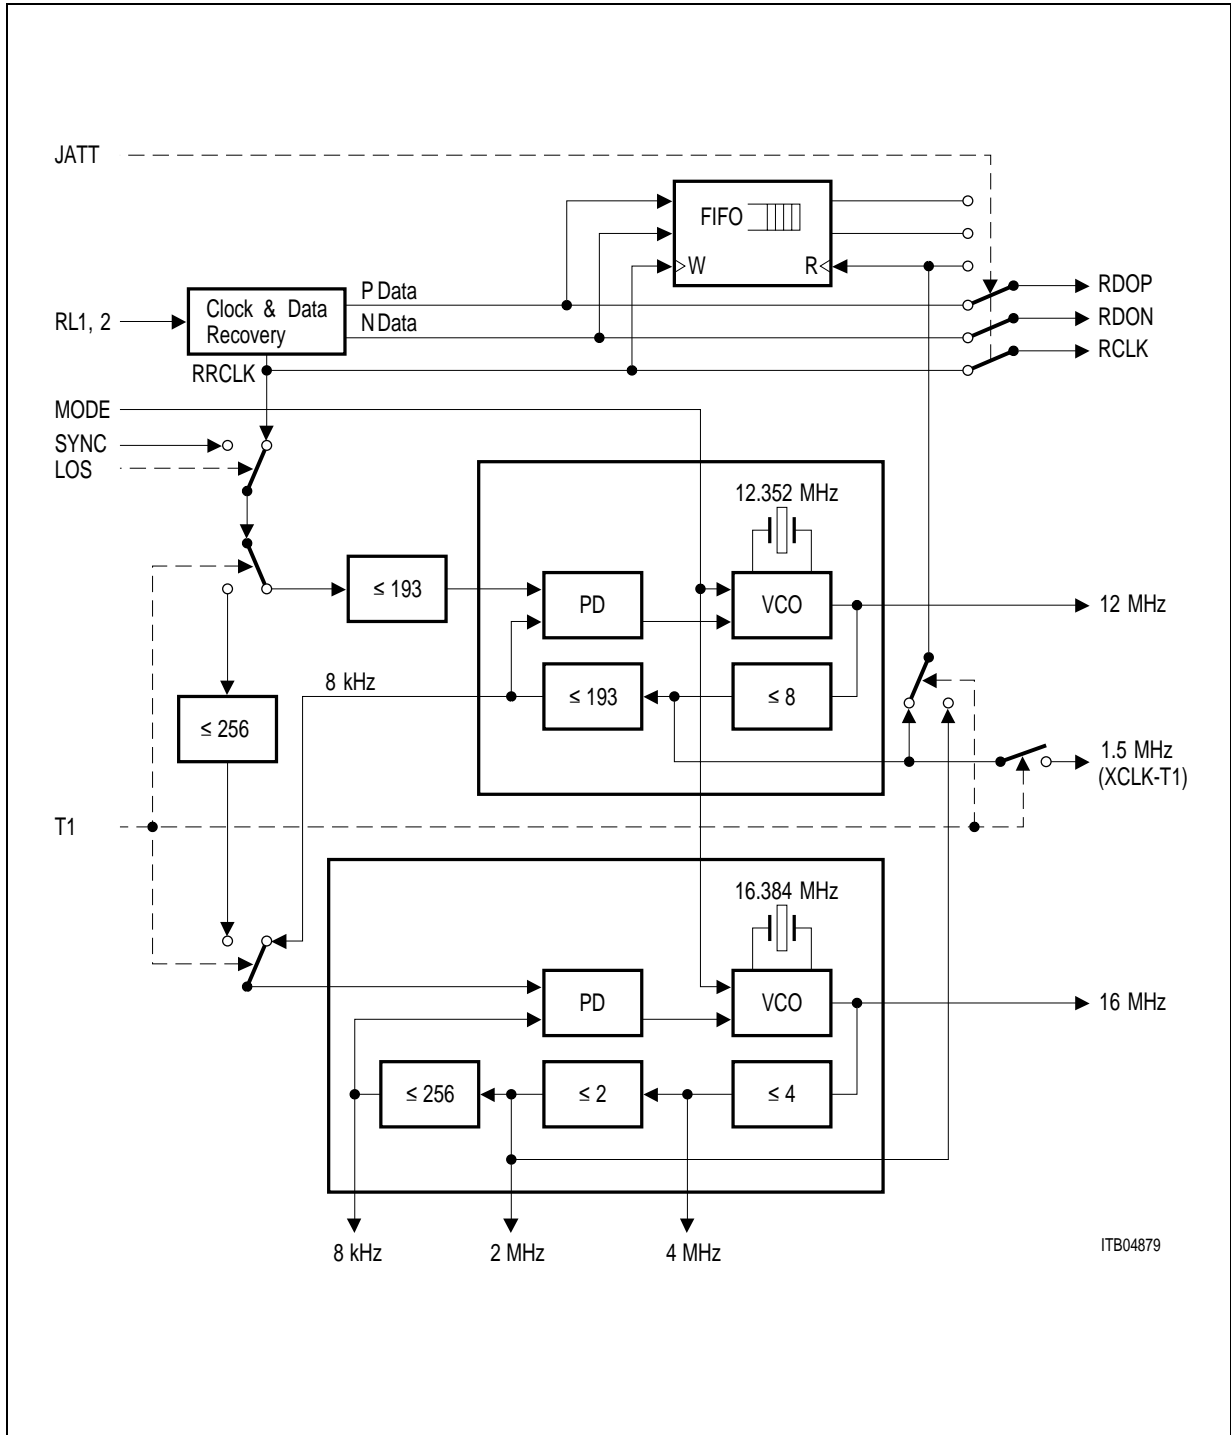 JATT
FIFO
W
R
P Data
RDOP
Clock & Data
Recovery
RL1, 2
N Data
RDON
RCLK
RRCLK
MODE
SYNC
LOS
12.352 MHz
≤ 193
PD
VCO
12 MHz
8 kHz
≤ 193
≤ 8
≤ 256
1.5 MHz
(XCLK-T1)
T1
16.384 MHz
PD
VCO
16 MHz
≤ 256
≤ 2
≤ 4
8 kHz
2 MHz
4 MHz
ITB04879